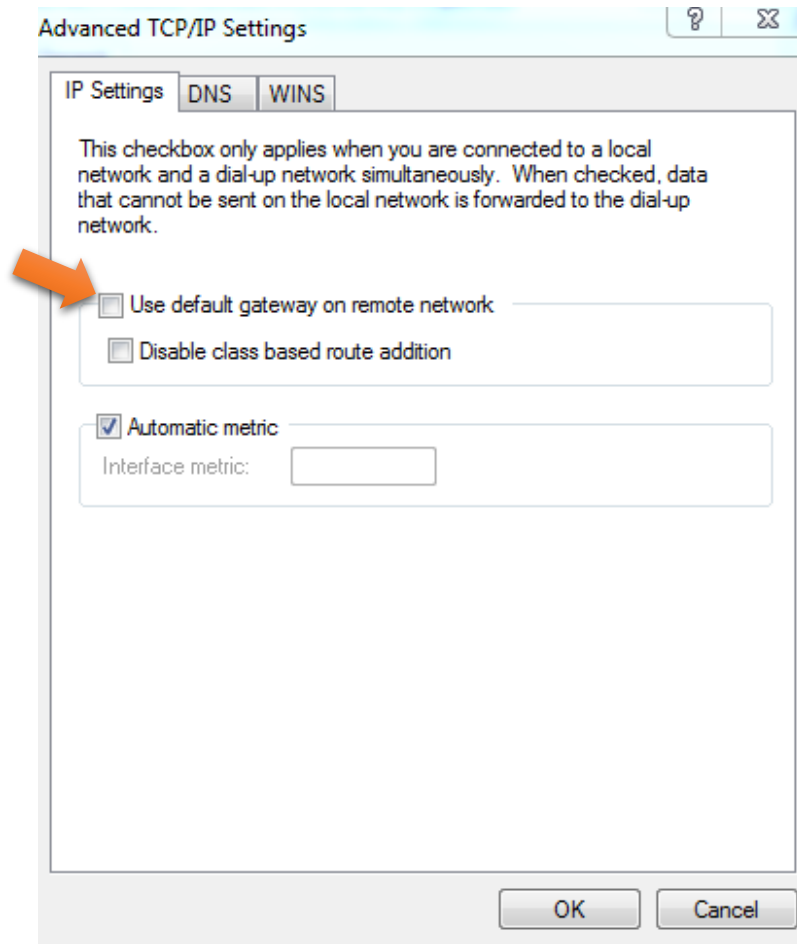 Advanced TCP/IP Settings
IP Settings DNS WINS
This checkbox only applies when you are connected to a local
network and a dial-up network simultaneously. When checked, data
that cannot be sent on the local network is forwarded to the dial-up
network.
Use default gateway on remote network
Disable class based route addition
Automatic metric
Interface metric:
OK Cancel